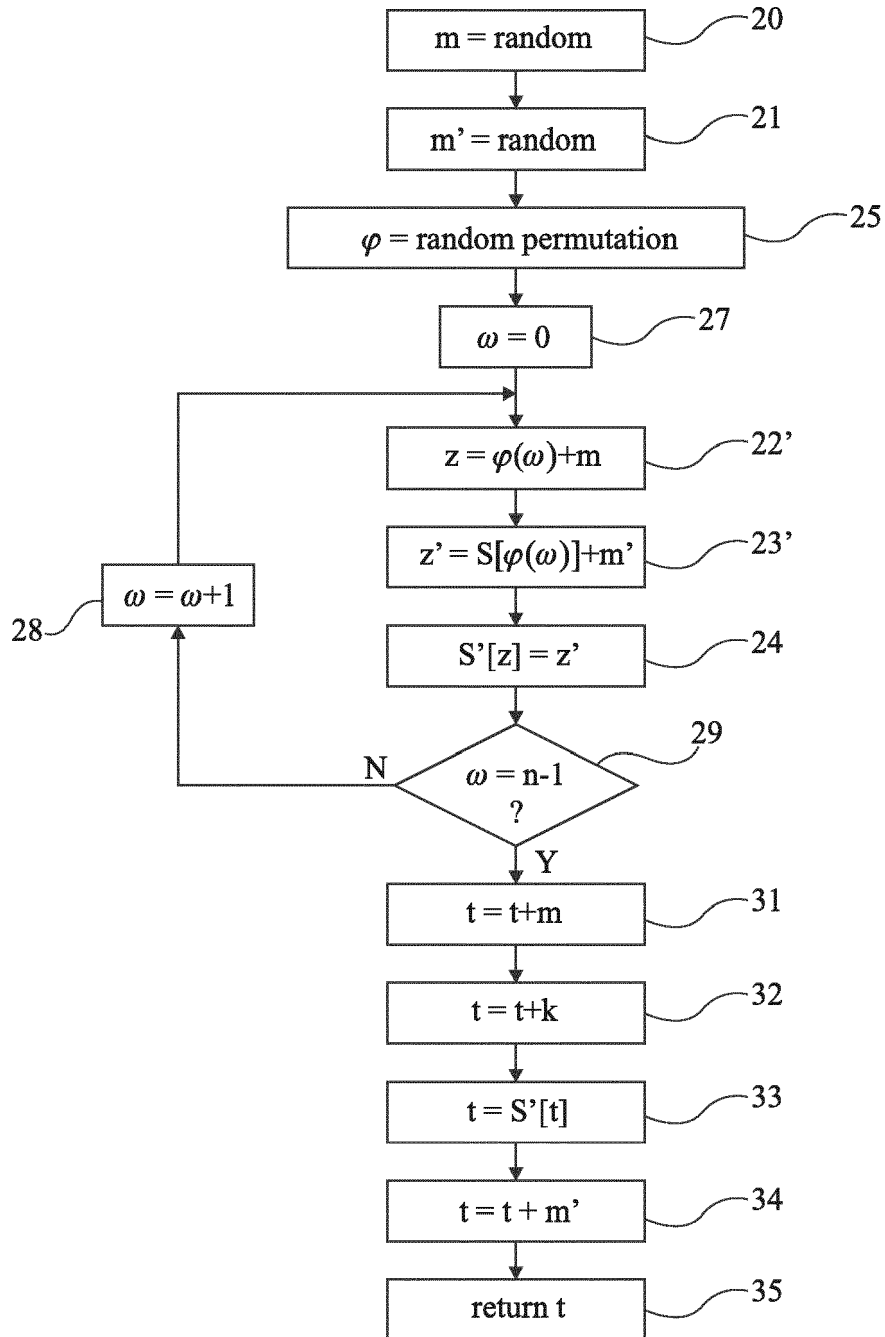 m = random
20
m’ = random
21
φ = random permutation
25
ω = 0
27
z = φ(ω)+m
22’
z’ = S[φ(ω)]+m’
23’
ω = ω+1
28
S’[z] = z’
24
ω = n-1
?
29
N
Y
t = t+m
31
t = t+k
32
t = S’[t]
33
t = t + m’
34
return t
35